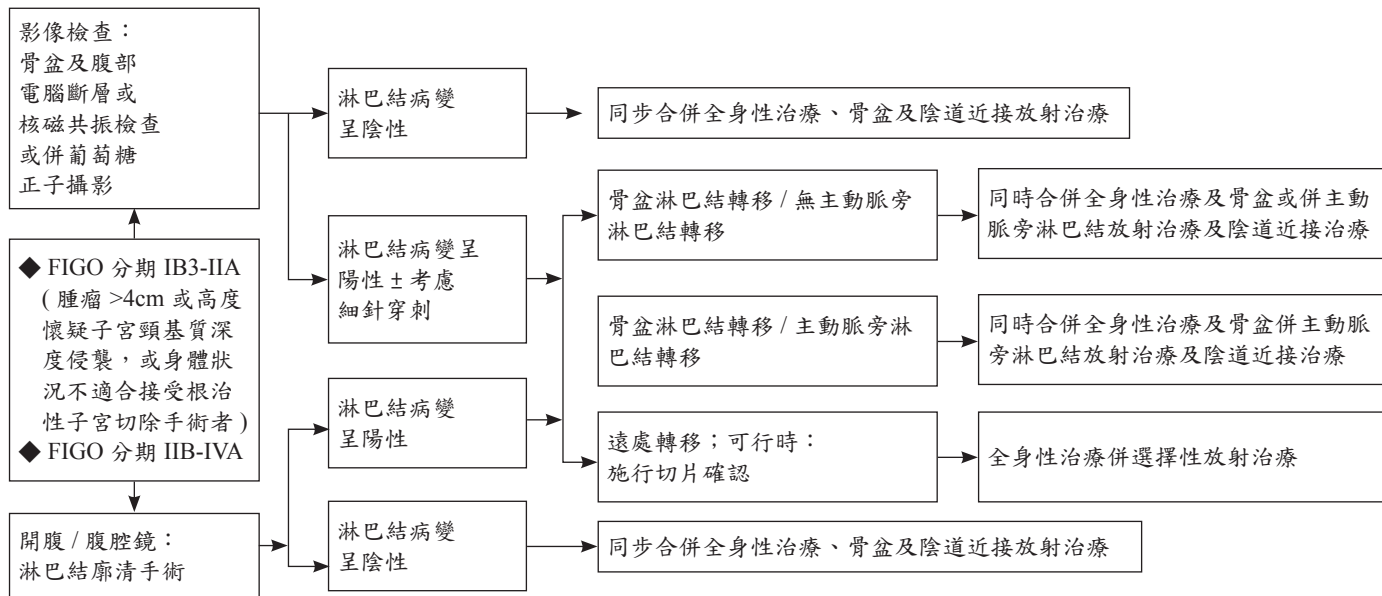 影像檢查：
骨盆及腹部
電腦斷層或
核磁共振檢查
或併葡萄糖
正子攝影
淋巴結病變
呈陰性
同步合併全身性治療、骨盆及陰道近接放射治療
淋巴結病變呈
陽性 ± 考慮
細針穿刺
骨盆淋巴結轉移 / 無主動脈旁
淋巴結轉移
同時合併全身性治療及骨盆或併主動
脈旁淋巴結放射治療及陰道近接治療
◆ FIGO 分期 IB3-IIA
( 腫瘤 >4cm 或高度
懷疑子宮頸基質深
度侵襲，或身體狀
況不適合接受根治
性子宮切除手術者 )
◆ FIGO 分期 IIB-IVA
骨盆淋巴結轉移 / 主動脈旁淋
巴結轉移
同時合併全身性治療及骨盆併主動脈
旁淋巴結放射治療及陰道近接治療
淋巴結病變
呈陽性
遠處轉移；可行時：
施行切片確認
全身性治療併選擇性放射治療
開腹 / 腹腔鏡：
淋巴結廓清手術
淋巴結病變
呈陰性
同步合併全身性治療、骨盆及陰道近接放射治療